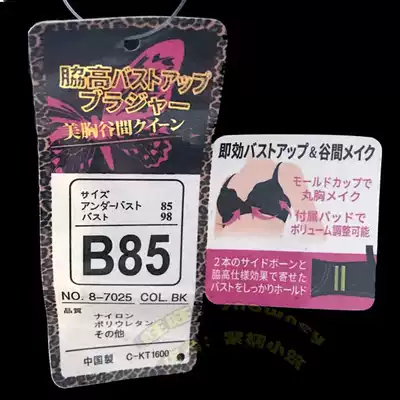 脇高バストアップ
ブラジャー
美胸谷間クイーン
サイズ
アンダーバスト 85
バスト 98
B85
NO. 8-7025 COL. BK
品質
ナイロン
ポリウレタン
その他
中国製 C-KT1600
即効バストアップ&谷間メイク
モールドカップで
丸胸メイク
付属パッドで
ボリューム調整可能
2本のサイドボーンと
脇高仕様効果で寄せた
バストをしっかりホールド